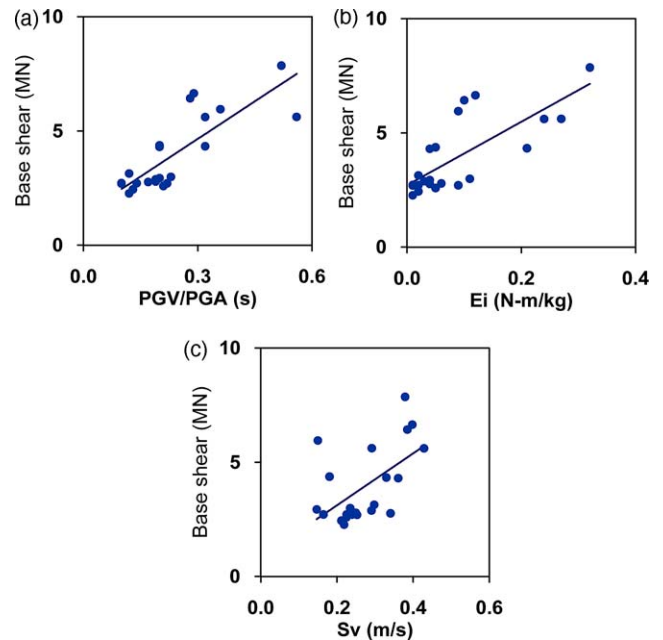 (a)
10
5
0
Base shear (MN)
0.0 0.3 0.6
PGV/PGA (s)
(b)
10
5
0
Base shear (MN)
0.0 0.2 0.4
Ei (N-m/kg)
(c)
10
5
0
Base shear (MN)
0.0 0.2 0.4 0.6
Sv (m/s)